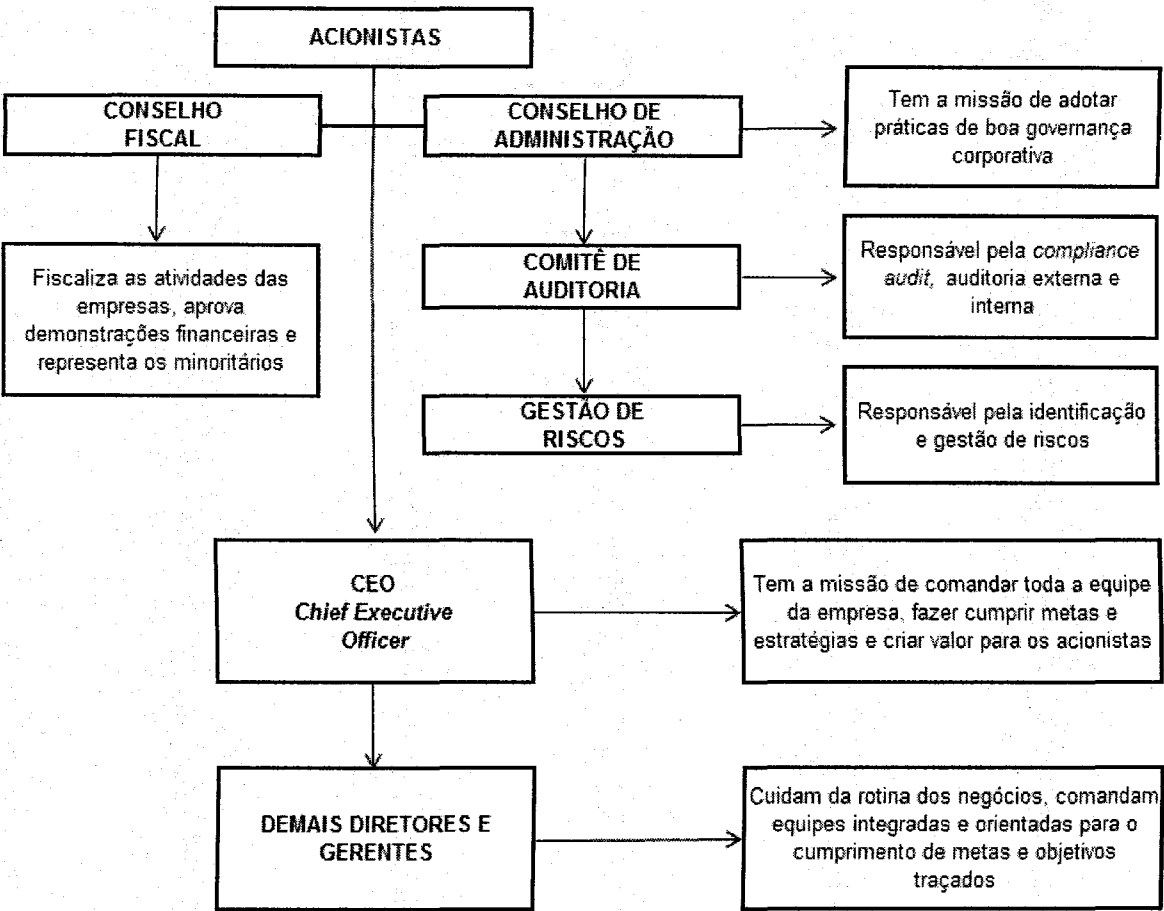 ACIONISTAS
CONSELHO
FISCAL
CONSELHO DE
ADMINISTRAÇÃO
Tem a missão de adotar
práticas de boa governança
corporativa
Fiscaliza as atividades das
empresas, aprova
demonstrações financeiras e
representa os minoritários
COMITÊ DE
AUDITORIA
Responsável pela compliance
audit, auditoria externa e
interna
GESTÃO DE
RISCOS
Responsável pela identificação
e gestão de riscos
CEO
Chief Executive
Officer
Tem a missão de comandar toda a equipe
da empresa, fazer cumprir metas e
estratégias e criar valor para os acionistas
DEMAIS DIRETORES E
GERENTES
Cuidam da rotina dos negócios, comandam
equipes integradas e orientadas para o
cumprimento de metas e objetivos
traçados